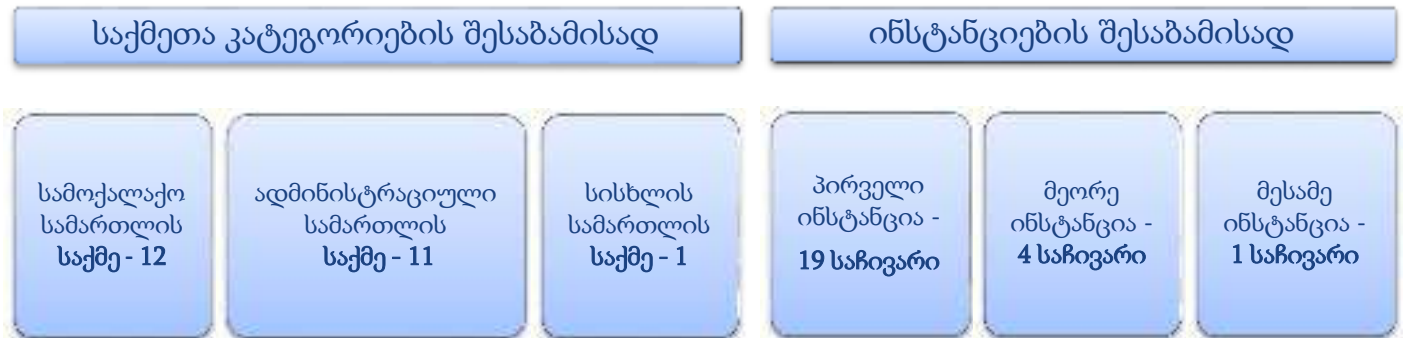 საქმეთა კატეგორიების შესაბამისად
ინსტანციების შესაბამისად
სამოქალაქო
სამართლის
საქმე - 12
ადმინისტრაციული
სამართლის
საქმე - 11
სისხლის
სამართლის
საქმე - 1
პირველი
ინსტანცია -
19 საჩივარი
მეორე
ინსტანცია -
4 საჩივარი
მესამე
ინსტანცია -
1 საჩივარი